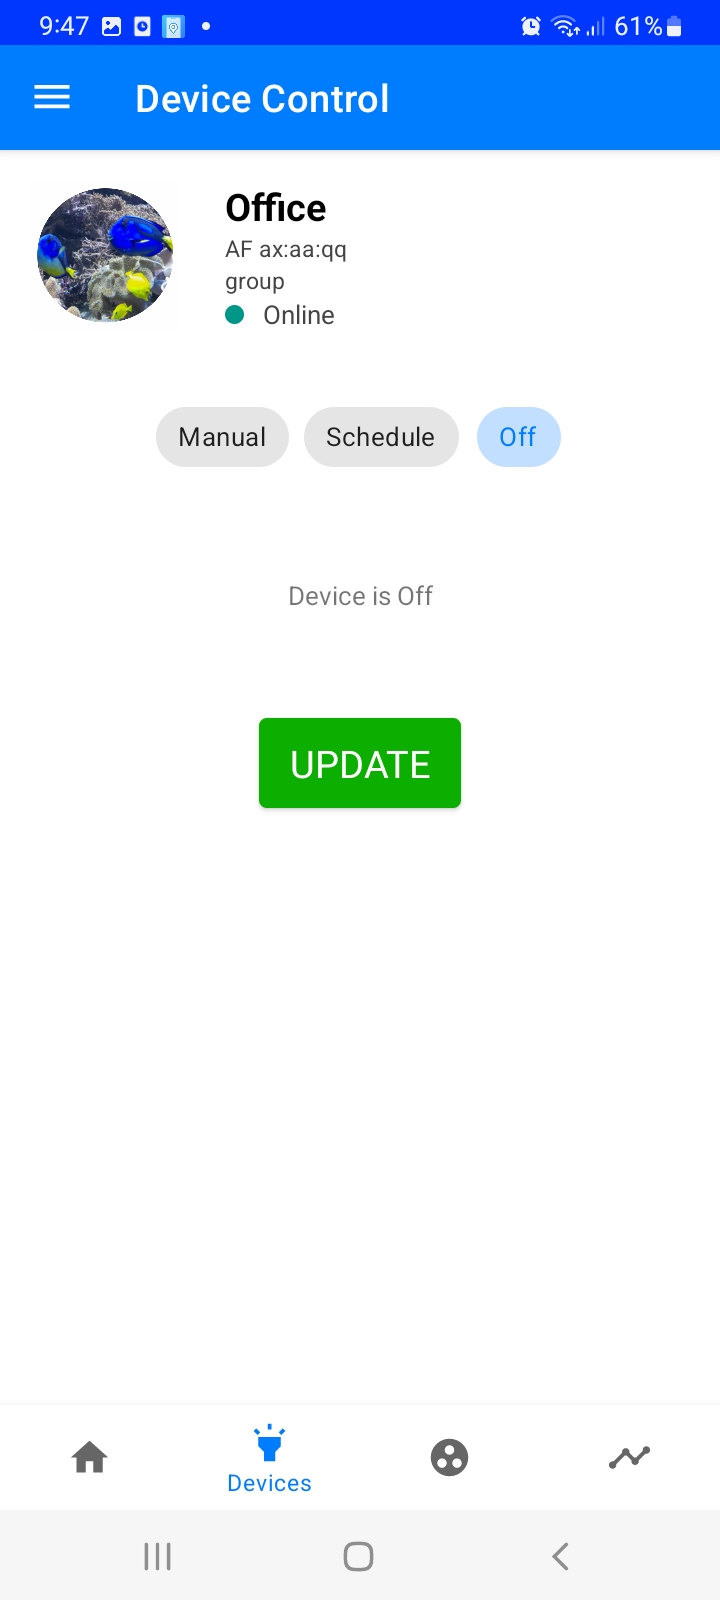 9:47 61%
Device Control
Office
AF ax:aa:qq
group
Online
Manual Schedule Off
Device is Off
UPDATE
Devices